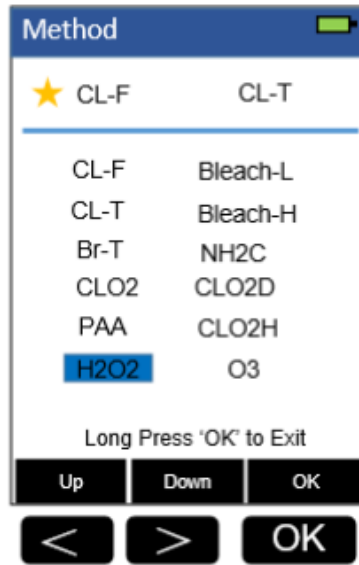 Method
CL-F CL-T
CL-F Bleach-L
CL-T Bleach-H
Br-T NH2C
CLO2 CLO2D
PAA CLO2H
H2O2 O3
Long Press 'OK' to Exit
Up Down OK
< > OK